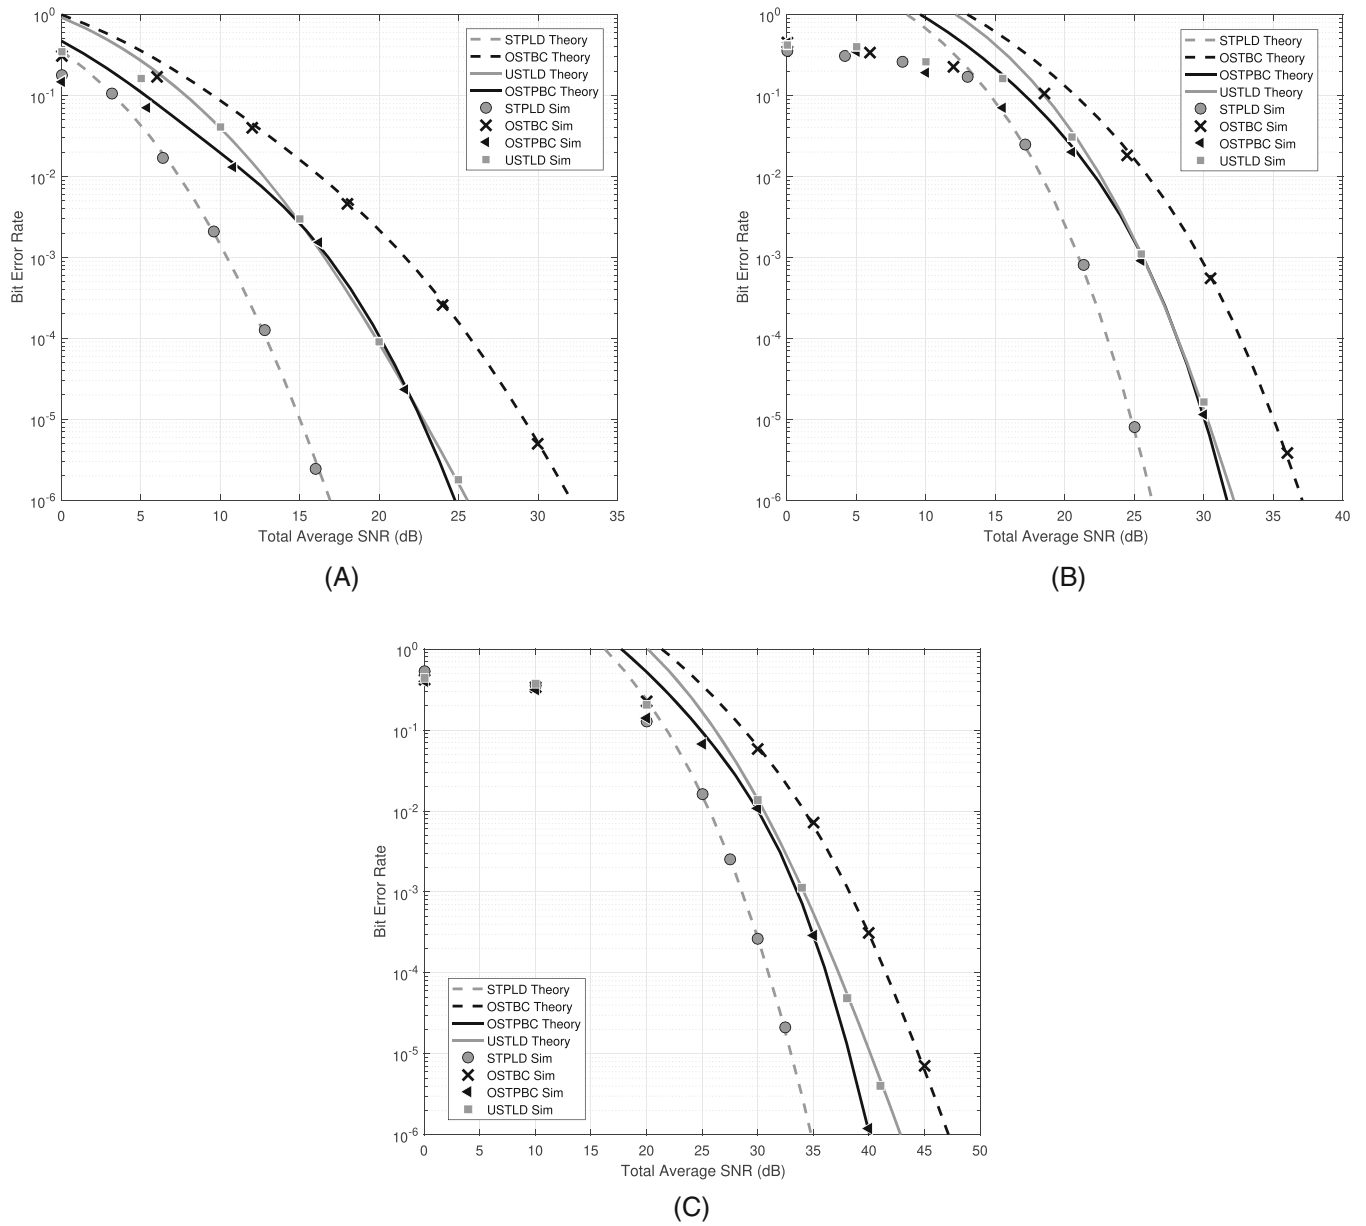 10^0
10^-1
10^-2
10^-3
10^-4
10^-5
10^-6
Bit Error Rate
0 5 10 15 20 25 30 35
Total Average SNR (dB)
STPLD Theory
OSTBC Theory
USTLD Theory
OSTPBC Theory
STPLD Sim
OSTBC Sim
OSTPBC Sim
USTLD Sim
(A)
10^0
10^-1
10^-2
10^-3
10^-4
10^-5
10^-6
Bit Error Rate
0 5 10 15 20 25 30 35 40
Total Average SNR (dB)
STPLD Theory
OSTBC Theory
OSTPBC Theory
USTLD Theory
STPLD Sim
OSTBC Sim
OSTPBC Sim
USTLD Sim
(B)
10^0
10^-1
10^-2
10^-3
10^-4
10^-5
10^-6
Bit Error Rate
STPLD Theory
OSTBC Theory
OSTPBC Theory
USTLD Theory
STPLD Sim
OSTBC Sim
OSTPBC Sim
USTLD Sim
0 5 10 15 20 25 30 35 40 45 50
Total Average SNR (dB)
(C)